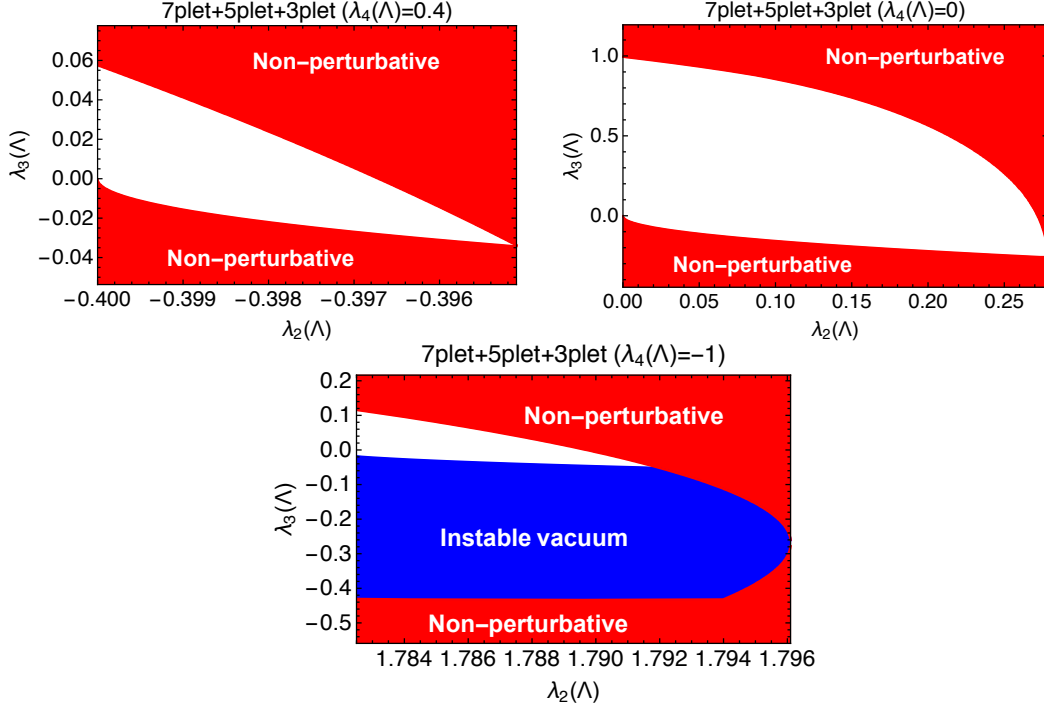 7plet+5plet+3plet (λ4(Λ)=0.4)
Non−perturbative
Non−perturbative
0.06
0.04
0.02
0.00
−0.02
−0.04
λ3(Λ)
−0.400 −0.399 −0.398 −0.397 −0.396
λ2(Λ)
7plet+5plet+3plet (λ4(Λ)=0)
Non−perturbative
Non−perturbative
1.0
0.5
0.0
λ3(Λ)
0.00 0.05 0.10 0.15 0.20 0.25
λ2(Λ)
7plet+5plet+3plet (λ4(Λ)=−1)
Non−perturbative
Instable vacuum
Non−perturbative
0.2
0.1
0.0
−0.1
−0.2
−0.3
−0.4
−0.5
λ3(Λ)
1.784 1.786 1.788 1.790 1.792 1.794 1.796
λ2(Λ)